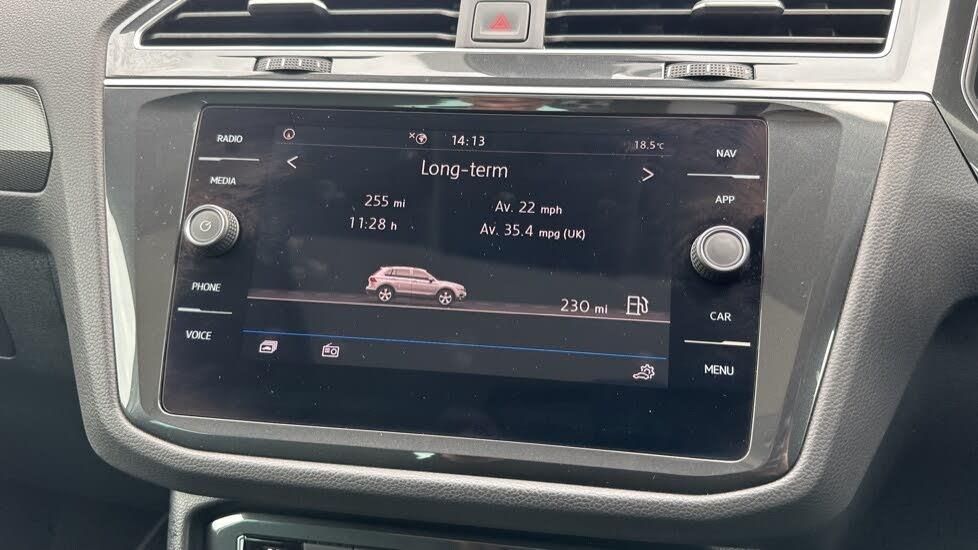 RADIO
MEDIA
PHONE
VOICE
14:13
18.5°C
< Long-term >
255 mi
Av. 22 mph
11:28 h
Av. 35.4 mpg (UK)
230 mi
NAV
APP
CAR
MENU